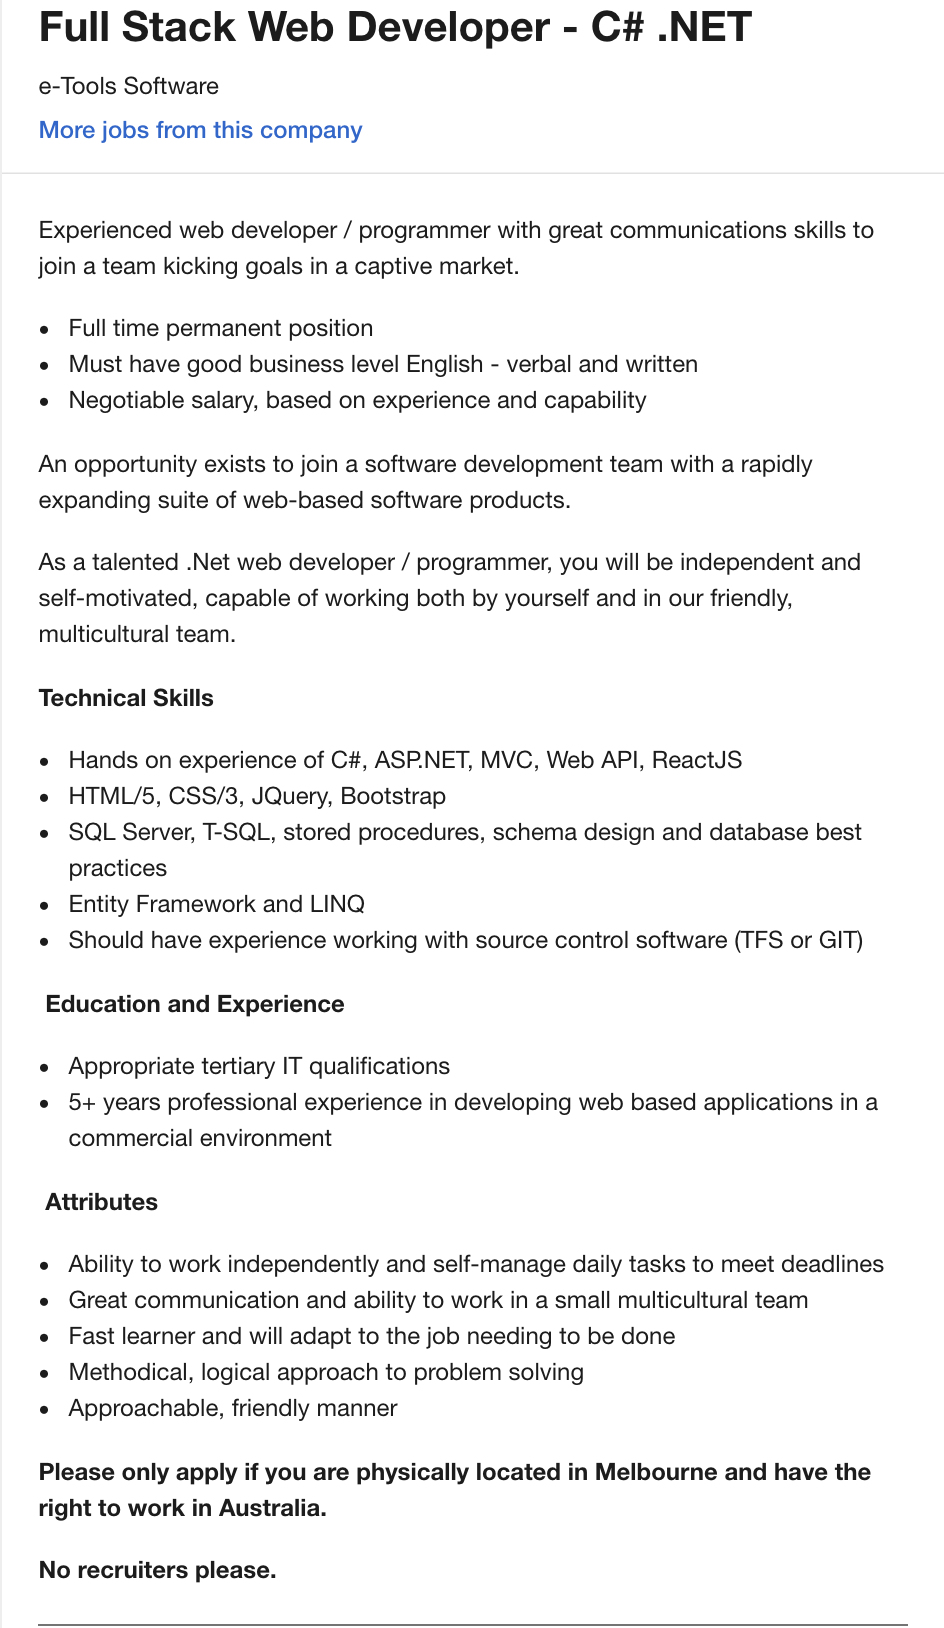 Full Stack Web Developer - C# .NET
e-Tools Software
More jobs from this company
Experienced web developer / programmer with great communications skills to
join a team kicking goals in a captive market.
• Full time permanent position
• Must have good business level English - verbal and written
• Negotiable salary, based on experience and capability
An opportunity exists to join a software development team with a rapidly
expanding suite of web-based software products.
As a talented .Net web developer / programmer, you will be independent and
self-motivated, capable of working both by yourself and in our friendly,
multicultural team.
Technical Skills
• Hands on experience of C#, ASP.NET, MVC, Web API, ReactJS
• HTML/5, CSS/3, JQuery, Bootstrap
• SQL Server, T-SQL, stored procedures, schema design and database best
practices
• Entity Framework and LINQ
• Should have experience working with source control software (TFS or GIT)
Education and Experience
• Appropriate tertiary IT qualifications
• 5+ years professional experience in developing web based applications in a
commercial environment
Attributes
• Ability to work independently and self-manage daily tasks to meet deadlines
• Great communication and ability to work in a small multicultural team
• Fast learner and will adapt to the job needing to be done
• Methodical, logical approach to problem solving
• Approachable, friendly manner
Please only apply if you are physically located in Melbourne and have the
right to work in Australia.
No recruiters please.